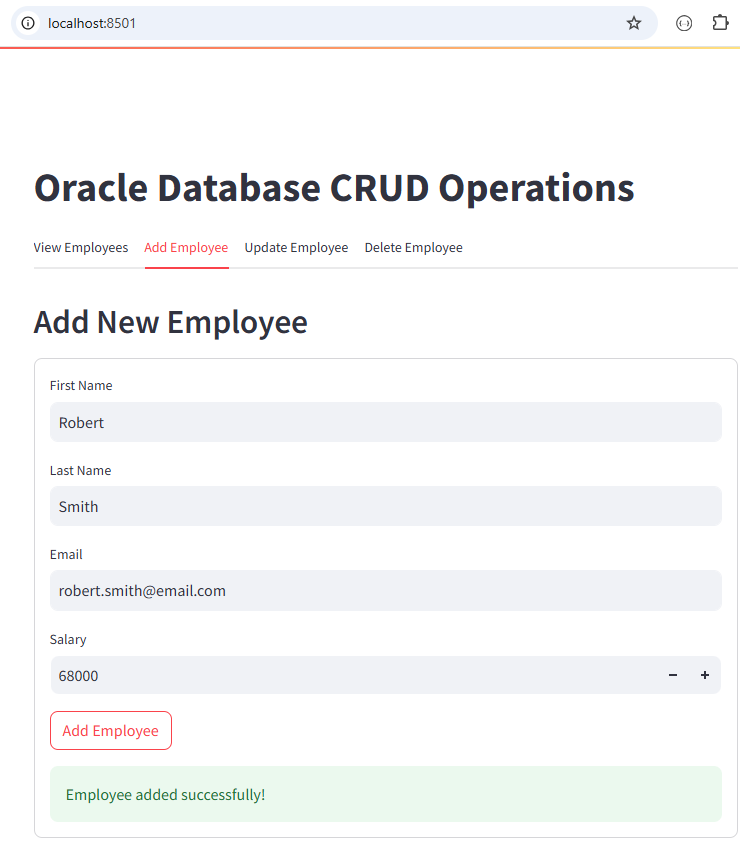 localhost:8501
Oracle Database CRUD Operations
View Employees Add Employee Update Employee Delete Employee
Add New Employee
First Name
Robert
Last Name
Smith
Email
robert.smith@email.com
Salary
68000
Add Employee
Employee added successfully!